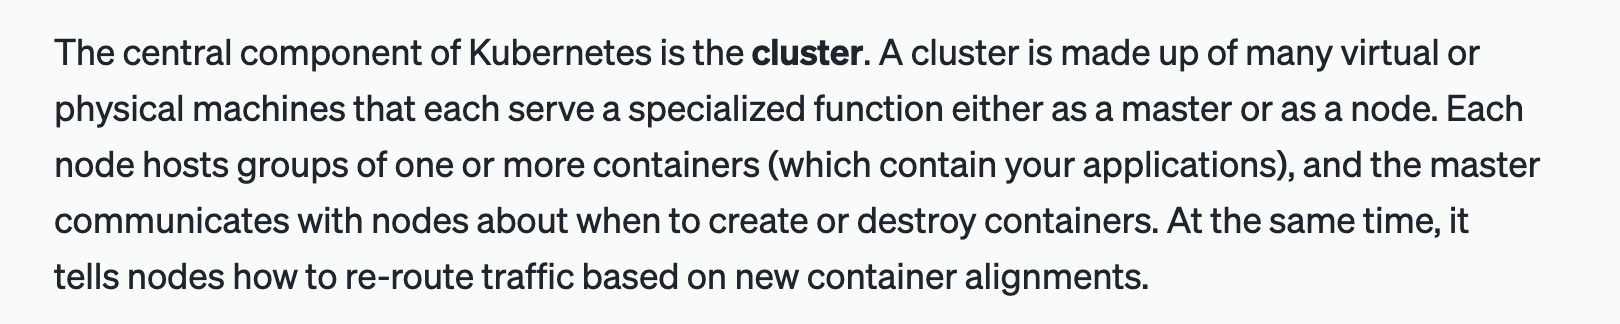 The central component of Kubernetes is the cluster. A cluster is made up of many virtual or
physical machines that each serve a specialized function either as a master or as a node. Each
node hosts groups of one or more containers (which contain your applications), and the master
communicates with nodes about when to create or destroy containers. At the same time, it
tells nodes how to re-route traffic based on new container alignments.